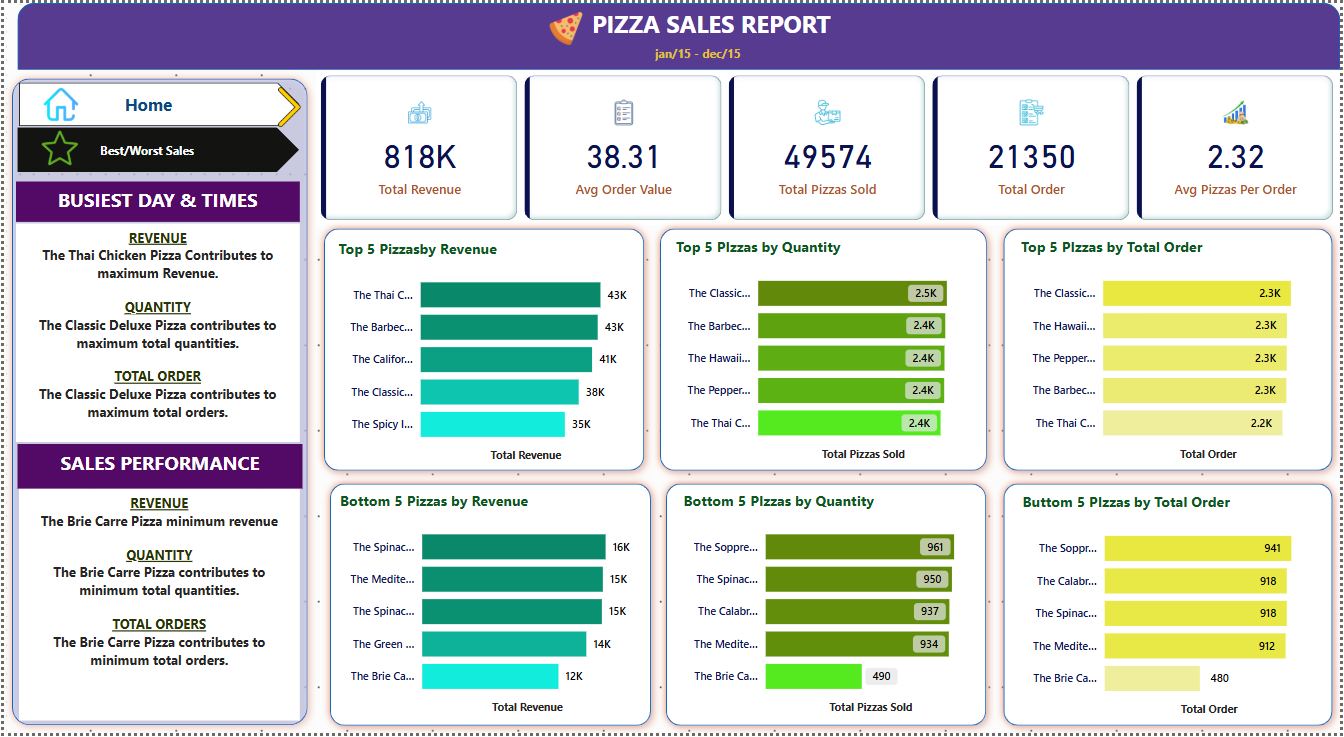 PIZZA SALES REPORT
jan/15 - dec/15
Home
Best/Worst Sales
BUSIEST DAY & TIMES
REVENUE
The Thai Chicken Pizza Contributes to
maximum Revenue.
QUANTITY
The Classic Deluxe Pizza contributes to
maximum total quantities.
TOTAL ORDER
The Classic Deluxe Pizza contributes to
maximum total orders.
SALES PERFORMANCE
REVENUE
The Brie Carre Pizza minimum revenue
QUANTITY
The Brie Carre Pizza contributes to
minimum total quantities.
TOTAL ORDERS
The Brie Carre Pizza contributes to
minimum total orders.
818K
Total Revenue
38.31
Avg Order Value
49574
Total Pizzas Sold
21350
Total Order
2.32
Avg Pizzas Per Order
Top 5 Pizzasby Revenue
The Thai C... 43K
The Barbec... 43K
The Califor... 41K
The Classic... 38K
The Spicy I... 35K
Total Revenue
Top 5 PIzzas by Quantity
The Classic... 2.5K
The Barbec... 2.4K
The Hawaii... 2.4K
The Pepper... 2.4K
The Thai C... 2.4K
Total Pizzas Sold
Top 5 PIzzas by Total Order
The Classic... 2.3K
The Hawaii... 2.3K
The Pepper... 2.3K
The Barbec... 2.3K
The Thai C... 2.2K
Total Order
Bottom 5 PIzzas by Revenue
The Spinac... 16K
The Medite... 15K
The Spinac... 15K
The Green ... 14K
The Brie Ca... 12K
Total Revenue
Bottom 5 PIzzas by Quantity
The Soppre... 961
The Spinac... 950
The Calabr... 937
The Medite... 934
The Brie Ca... 490
Total Pizzas Sold
Buttom 5 PIzzas by Total Order
The Soppr... 941
The Calabr... 918
The Spinac... 918
The Medite... 912
The Brie Ca... 480
Total Order